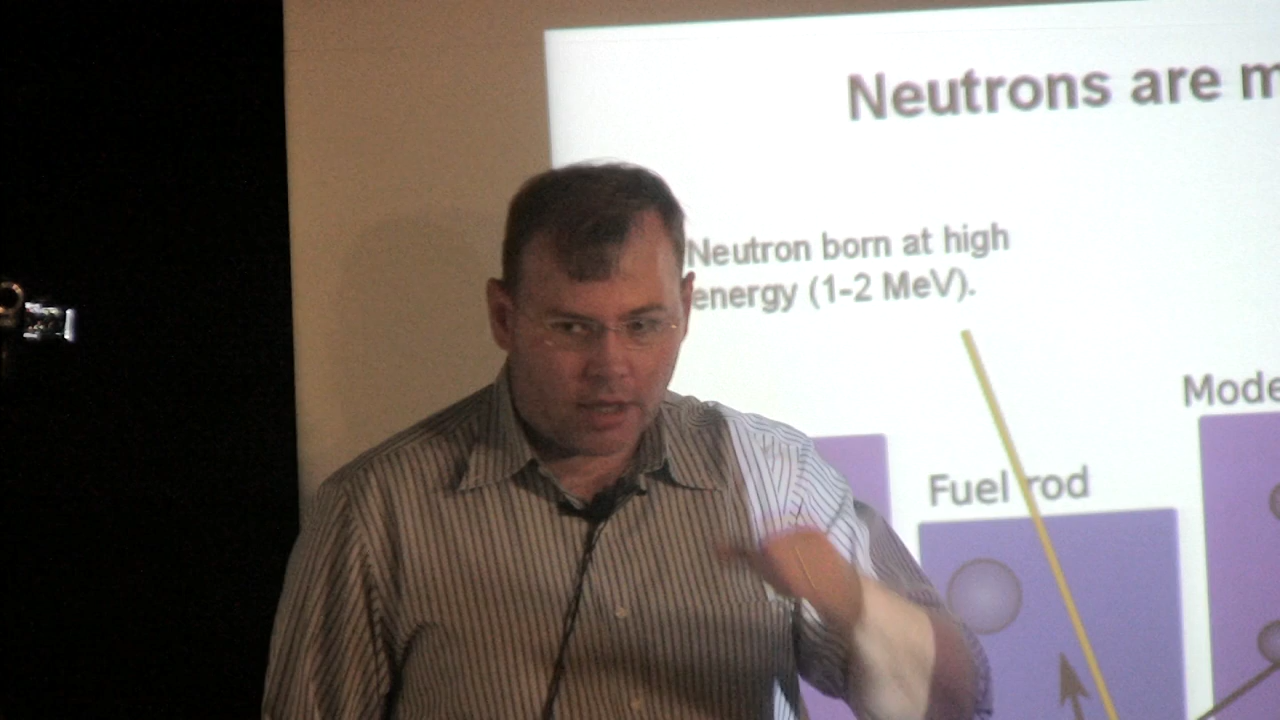 Neutrons are m
Neutron born at high
energy (1-2 MeV).
Mode
Fuel rod